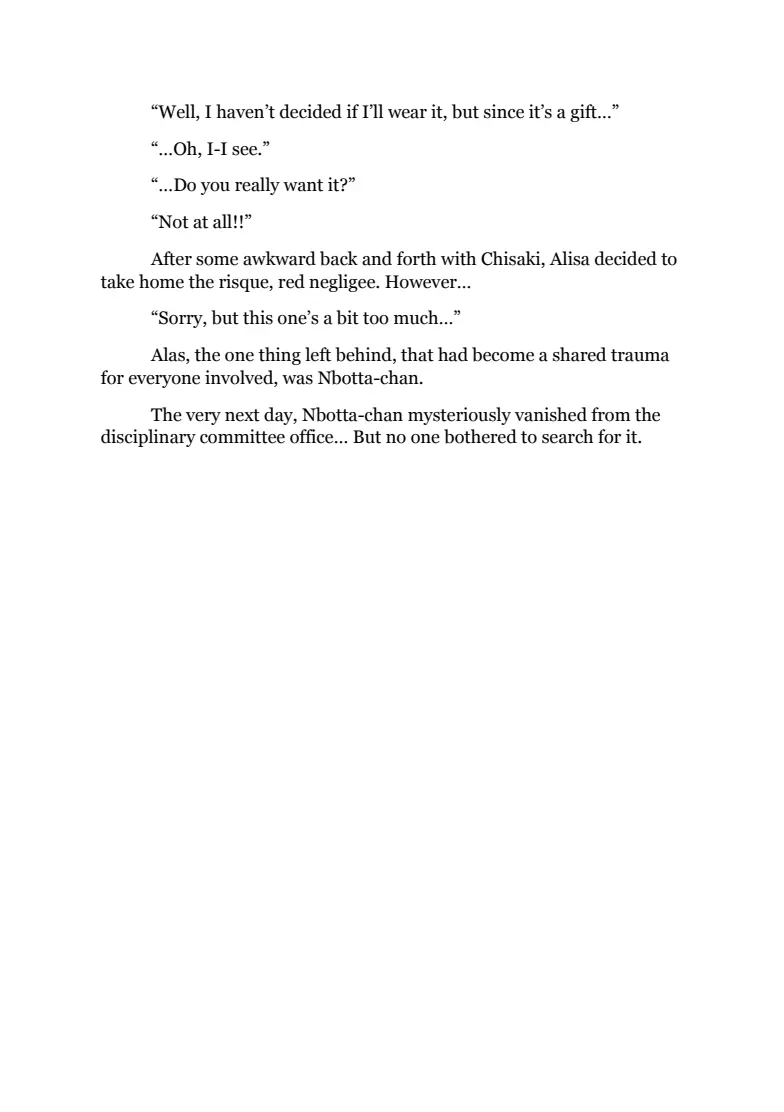 “Well, I haven’t decided if I’ll wear it, but since it’s a gift…”
“…Oh, I-I see.”
“…Do you really want it?”
“Not at all!!”
After some awkward back and forth with Chisaki, Alisa decided to
take home the risque, red negligee. However…
“Sorry, but this one’s a bit too much…”
Alas, the one thing left behind, that had become a shared trauma
for everyone involved, was Nbotta-chan.
The very next day, Nbotta-chan mysteriously vanished from the
disciplinary committee office… But no one bothered to search for it.